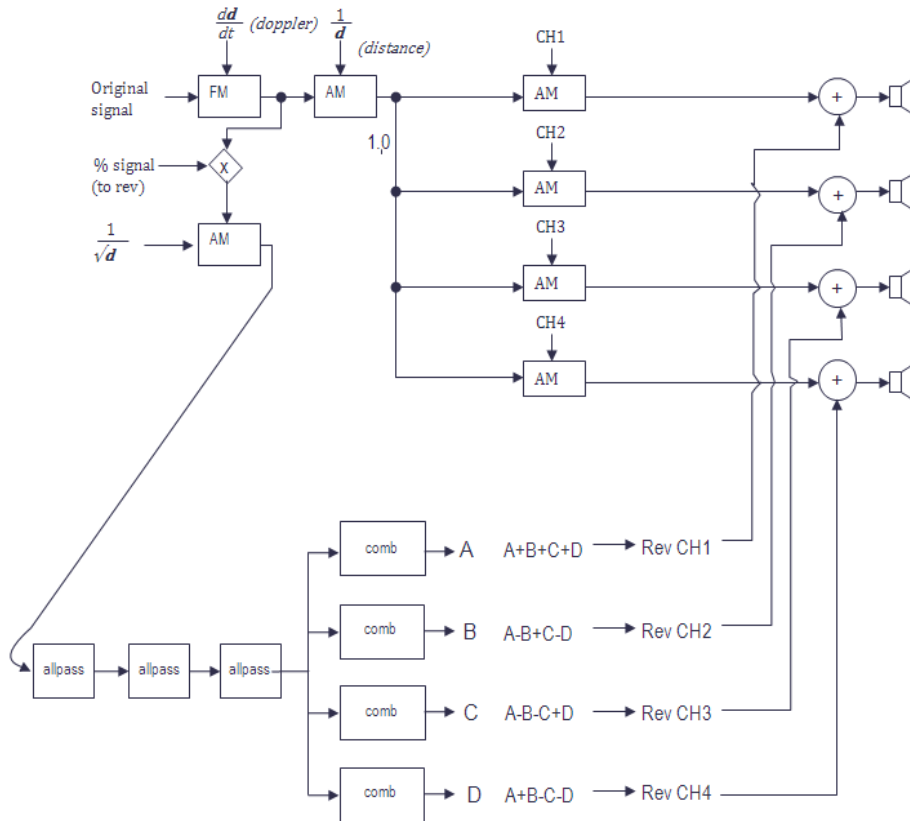 dd/dt (doppler)
1/d
(distance)
CH1
Original
signal
FM
AM
AM
+
1.0
CH2
% signal
(to rev)
X
AM
+
1/√d
AM
CH3
AM
+
CH4
AM
+
comb
A
A+B+C+D
Rev CH1
comb
B
A-B+C-D
Rev CH2
allpass
allpass
allpass
comb
C
A-B-C+D
Rev CH3
comb
D
A+B-C-D
Rev CH4